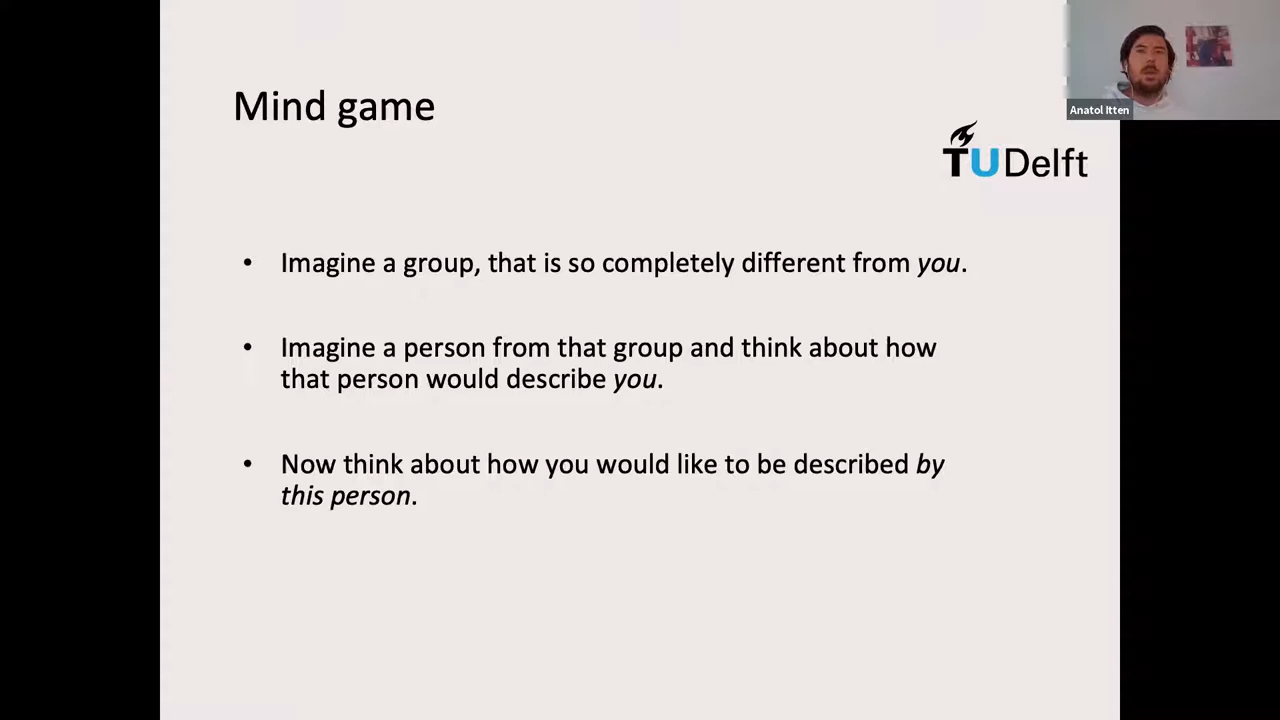 Mind game
Anatol Itten
TU Delft
• Imagine a group, that is so completely different from you.
• Imagine a person from that group and think about how
that person would describe you.
• Now think about how you would like to be described by
this person.